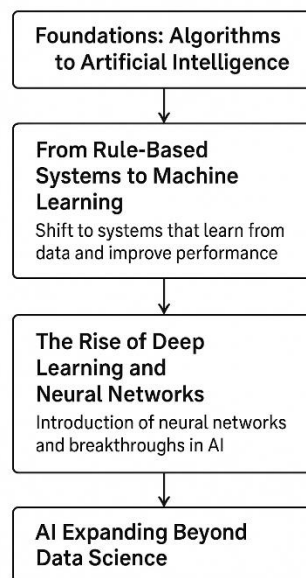 Foundations: Algorithms
to Artificial Intelligence
From Rule-Based
Systems to Machine
Learning
Shift to systems that learn from
data and improve performance
The Rise of Deep
Learning and
Neural Networks
Introduction of neural networks
and breakthroughs in AI
AI Expanding Beyond
Data Science